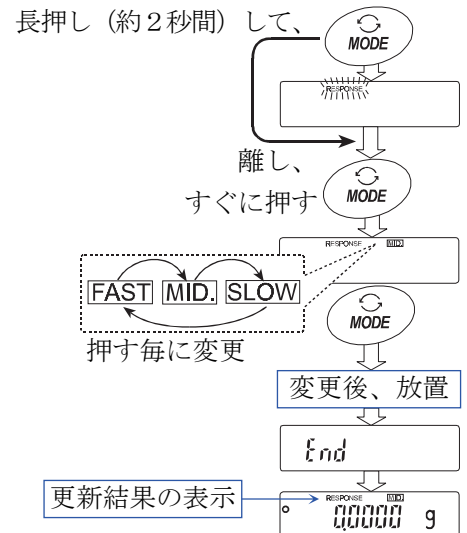 長押し（約２秒間）して、
MODE
RESPONSE
離し、
すぐに押す
MODE
RESPONSE MID.
FAST MID. SLOW
MODE
押す毎に変更
変更後、放置
End
更新結果の表示
RESPONSE MID.
0.0000 g